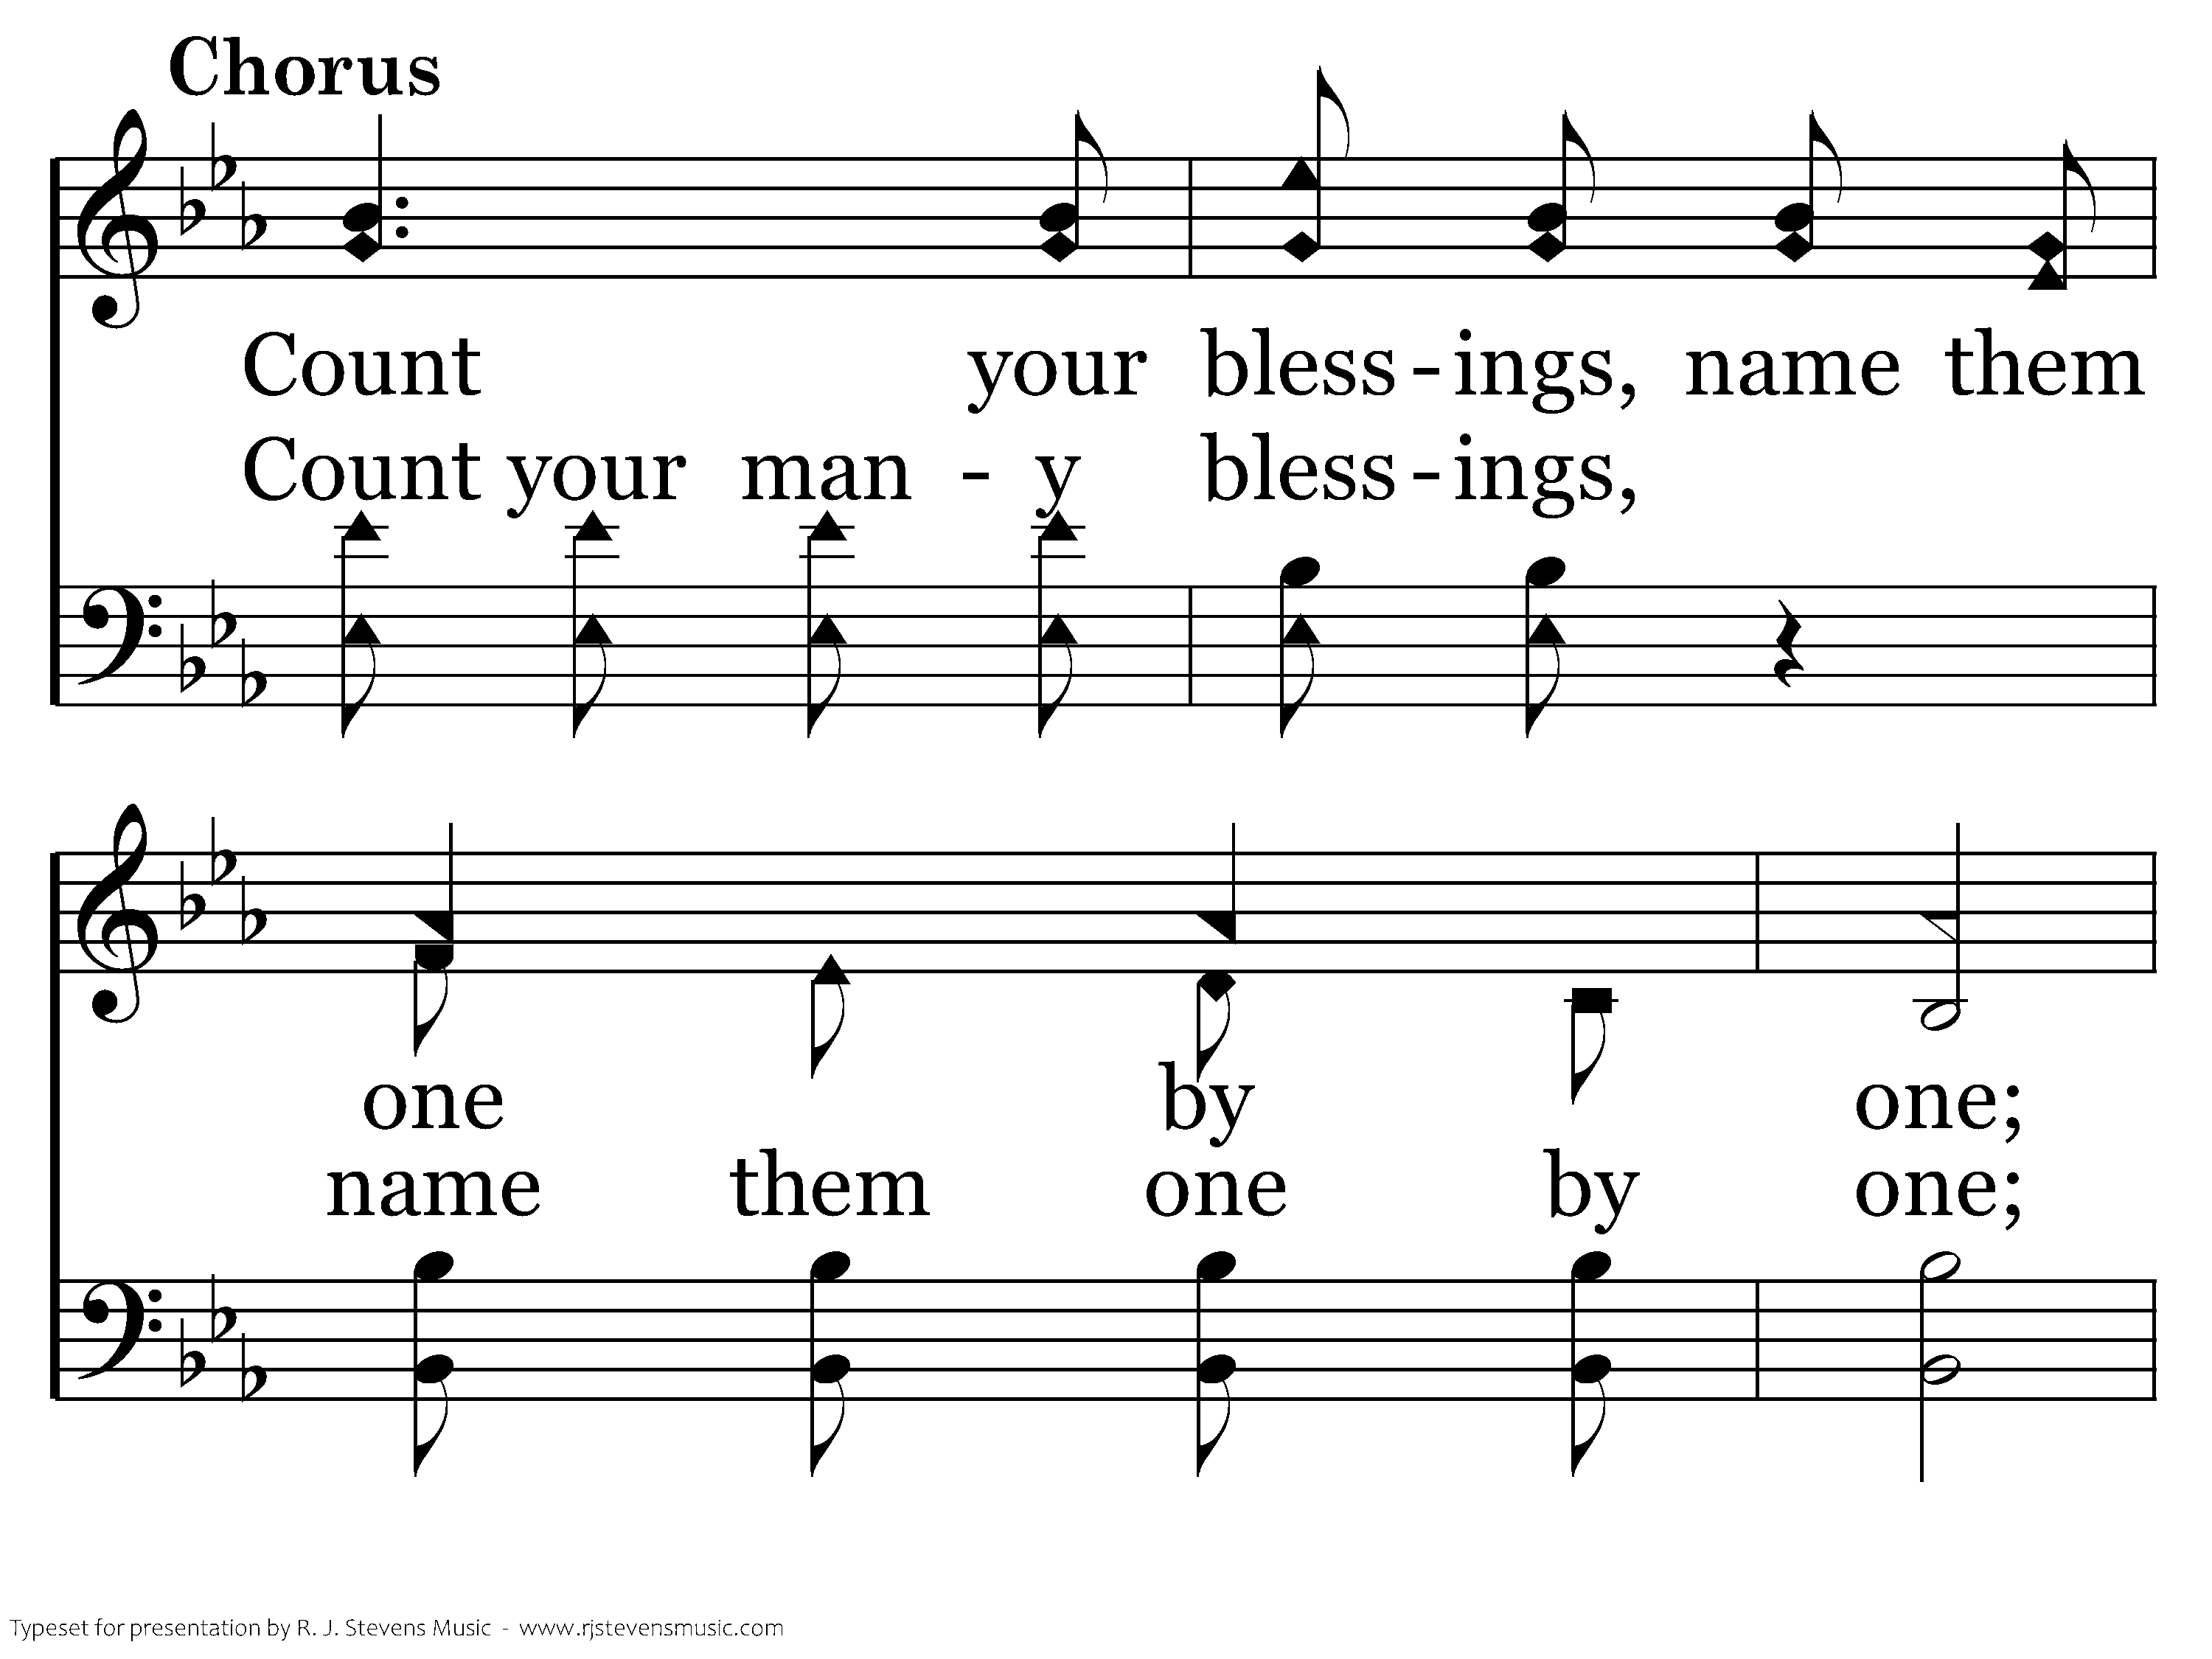 Chorus
Count your bless - ings, name them
Count your man - y bless - ings,
one by one;
name them one by one;
Typeset for presentation by R. J. Stevens Music - www.rjstevensmusic.com